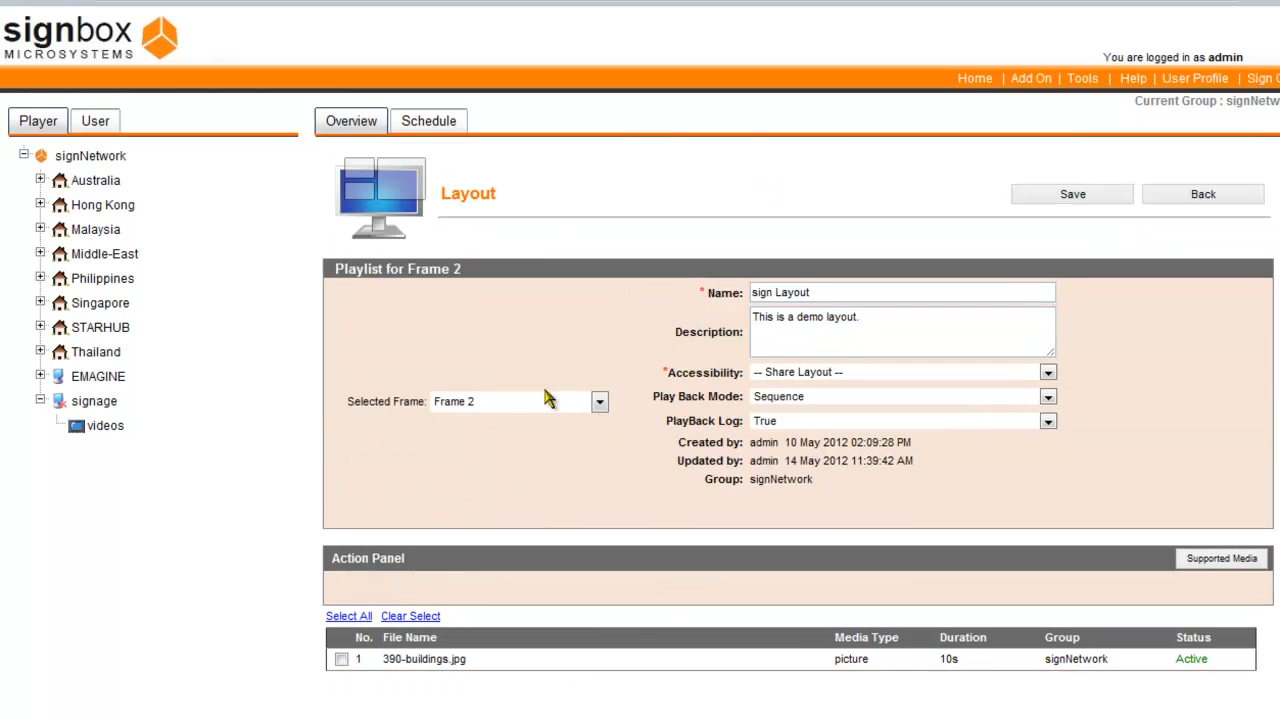 signbox
MICROSYSTEMS
You are logged in as admin
Home | Add On | Tools | Help | User Profile | Sign
Current Group : signNetw
Player
User
signNetwork
Australia
Hong Kong
Malaysia
Middle-East
Philippines
Singapore
STARHUB
Thailand
EMAGINE
signage
videos
Overview
Schedule
Layout
Save
Back
Playlist for Frame 2
* Name: sign Layout
Description: This is a demo layout.
*Accessibility: -- Share Layout --
Selected Frame: Frame 2
Play Back Mode: Sequence
PlayBack Log: True
Created by: admin 10 May 2012 02:09:28 PM
Updated by: admin 14 May 2012 11:39:42 AM
Group: signNetwork
Action Panel
Supported Media
Select All Clear Select
No. File Name Media Type Duration Group Status
1 390-buildings.jpg picture 10s signNetwork Active